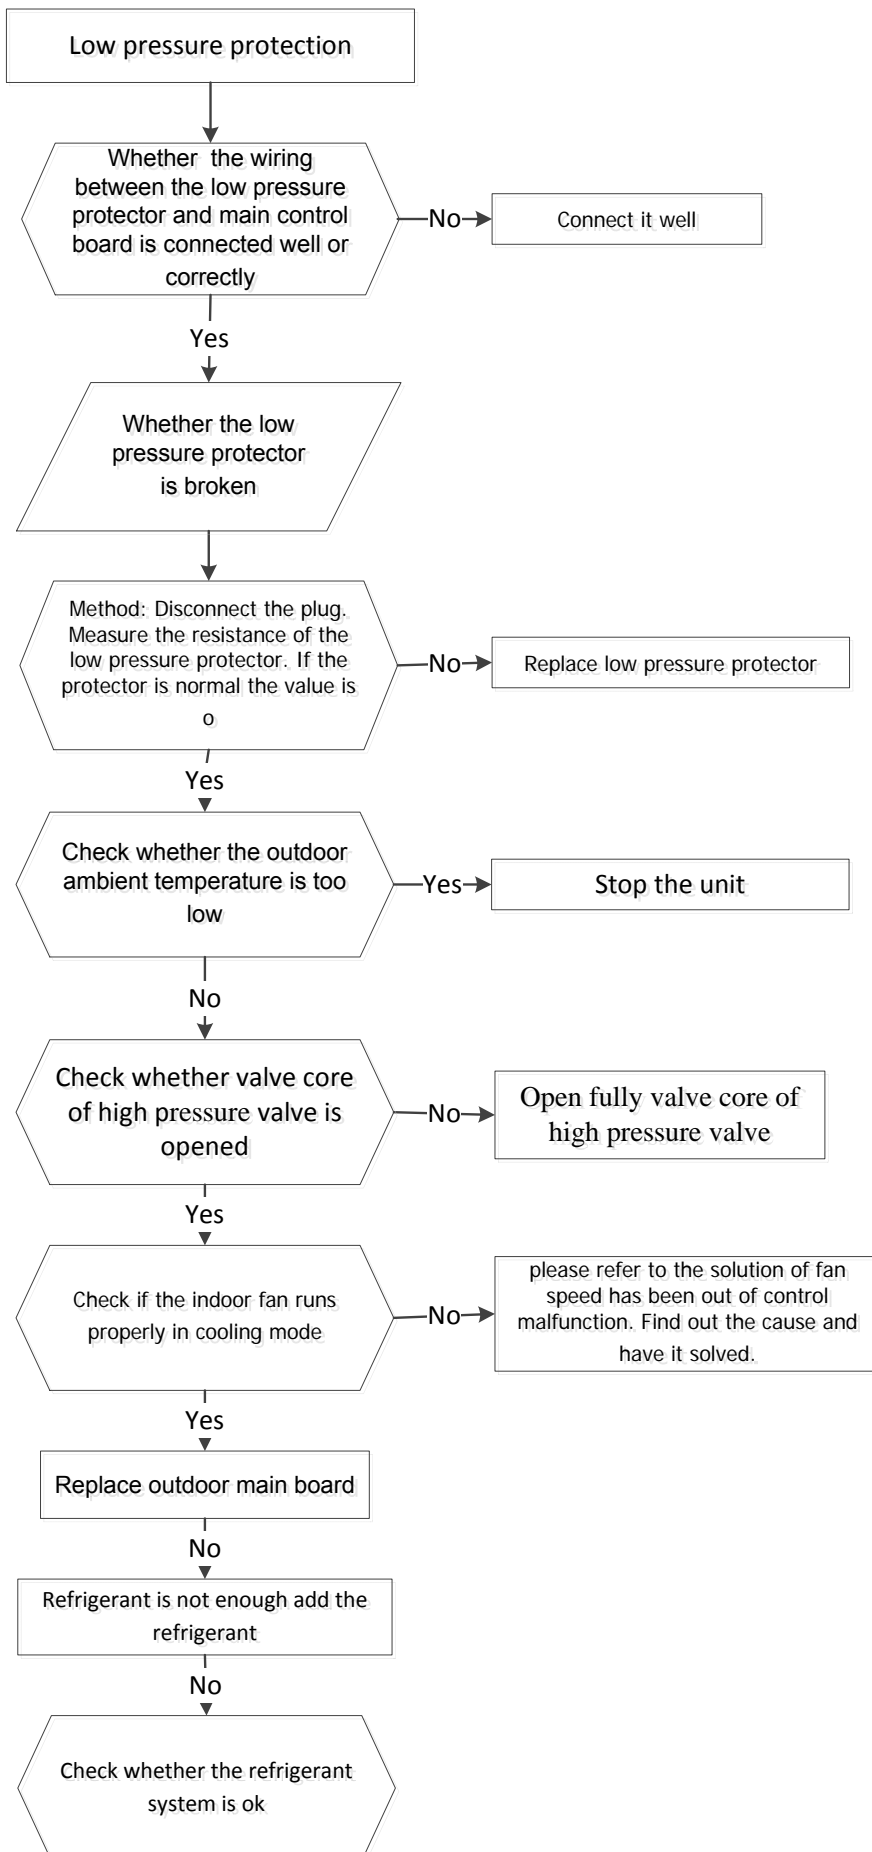 Low pressure protection
Whether the wiring
between the low pressure
protector and main control
board is connected well or
correctly
No
Connect it well
Yes
Whether the low
pressure protector
is broken
Method: Disconnect the plug.
Measure the resistance of the
low pressure protector. If the
protector is normal the value is
o
No
Replace low pressure protector
Yes
Check whether the outdoor
ambient temperature is too
low
Yes
Stop the unit
No
Check whether valve core
of high pressure valve is
opened
No
Open fully valve core of
high pressure valve
Yes
Check if the indoor fan runs
properly in cooling mode
No
please refer to the solution of fan
speed has been out of control
malfunction. Find out the cause and
have it solved.
Yes
Replace outdoor main board
No
Refrigerant is not enough add the
refrigerant
No
Check whether the refrigerant
system is ok